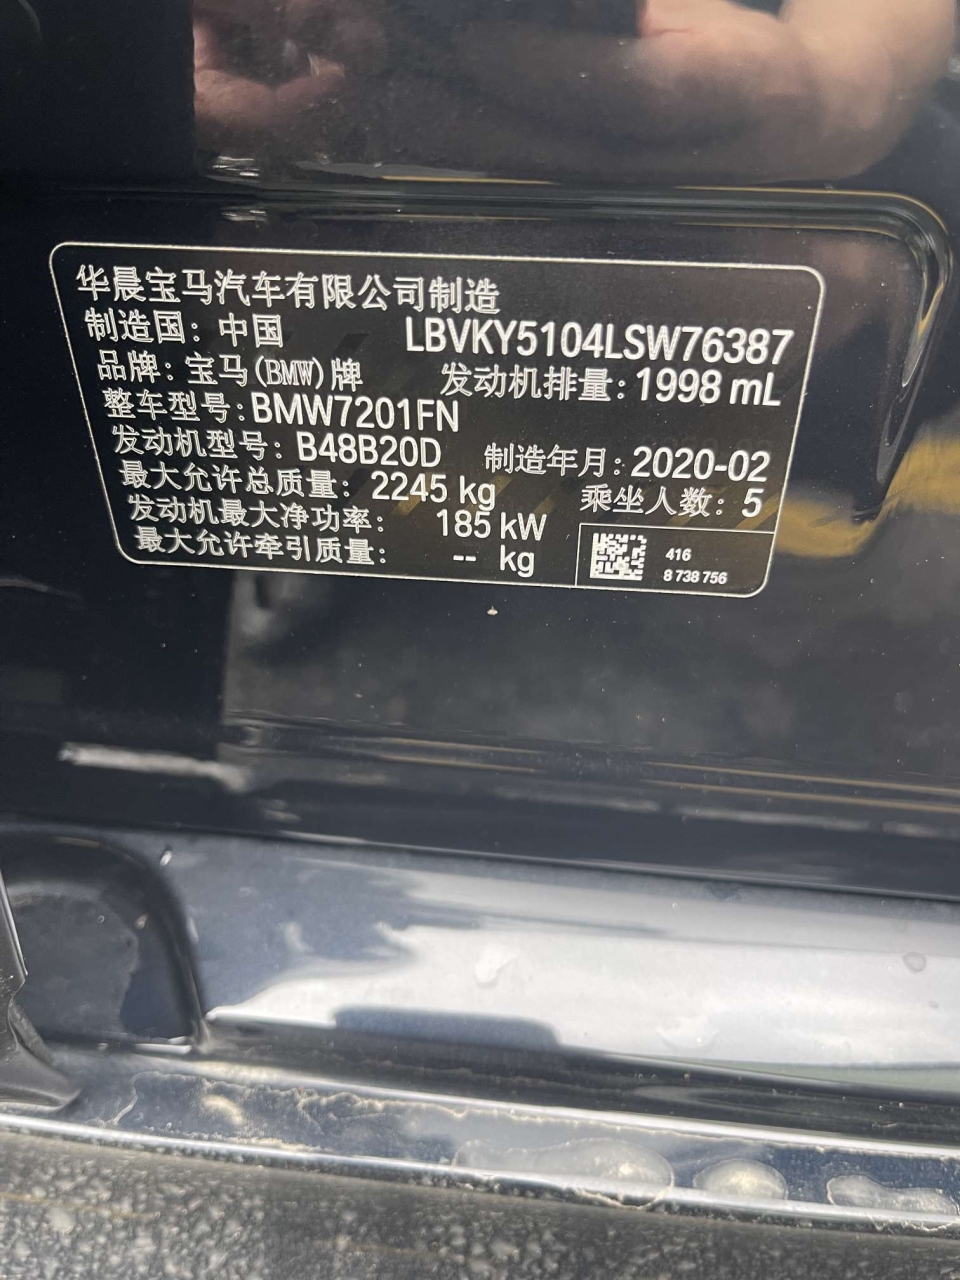 华晨宝马汽车有限公司制造
制造国：中国 LBVKY5104LSW76387
品牌：宝马(BMW)牌 发动机排量：1998 mL
整车型号：BMW7201FN
发动机型号：B48B20D 制造年月：2020-02
最大允许总质量：2245 kg 乘坐人数：5
发动机最大净功率：185 kW
最大允许牵引质量：-- kg
416
8 738 756